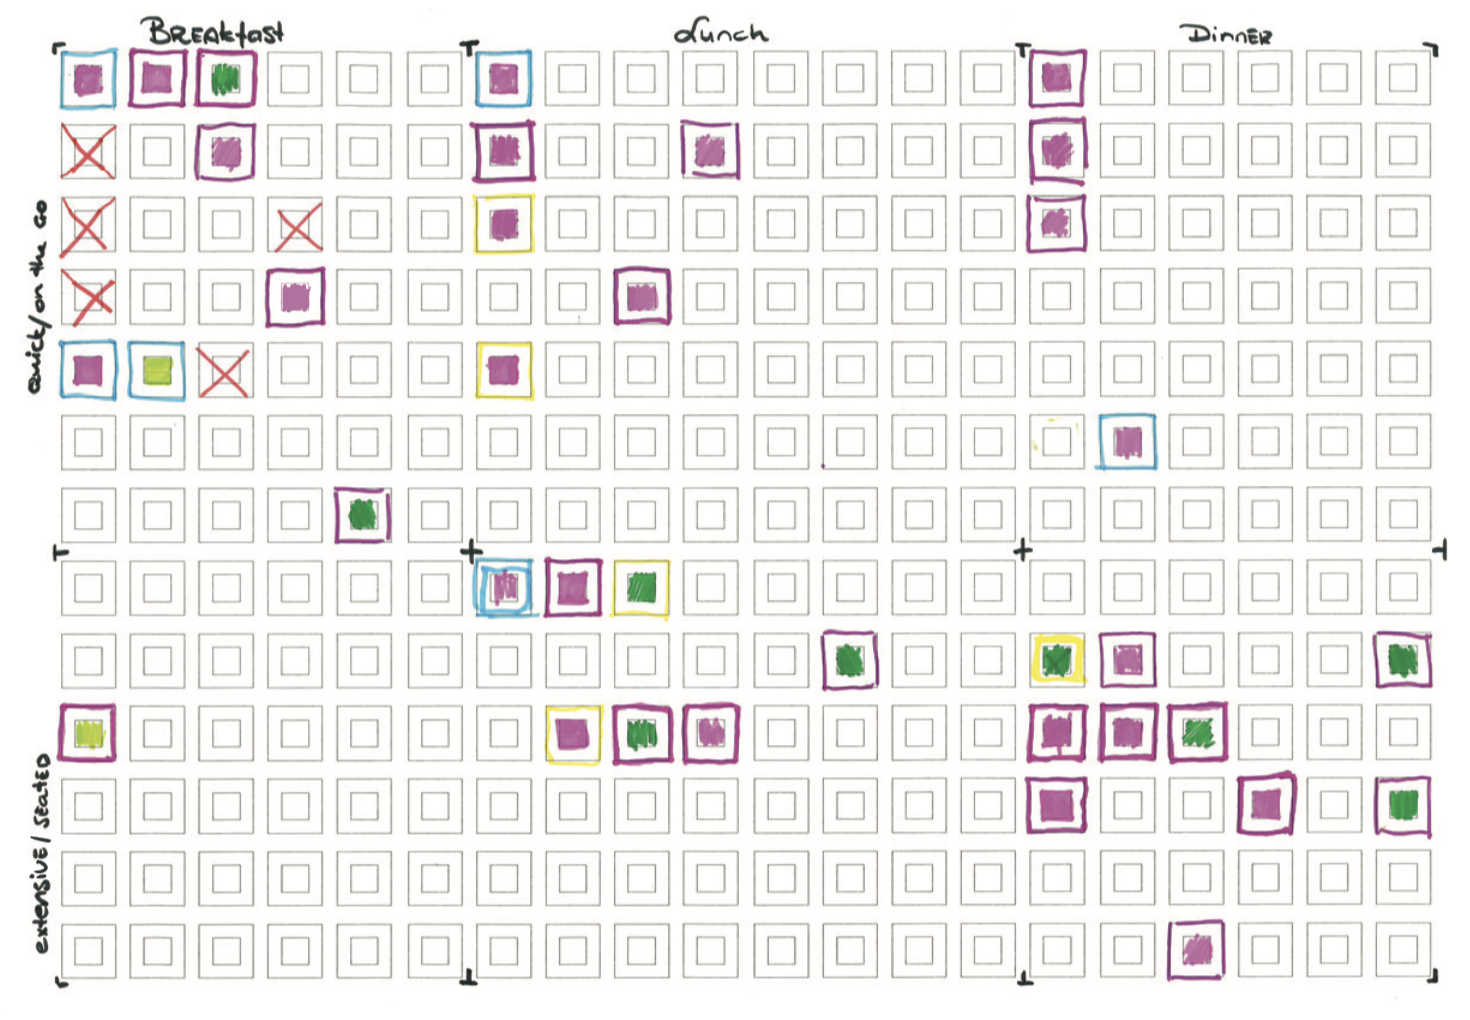 BREAkfast
Lunch
DinnER
Quick/on the GO
extensivE/SeatED